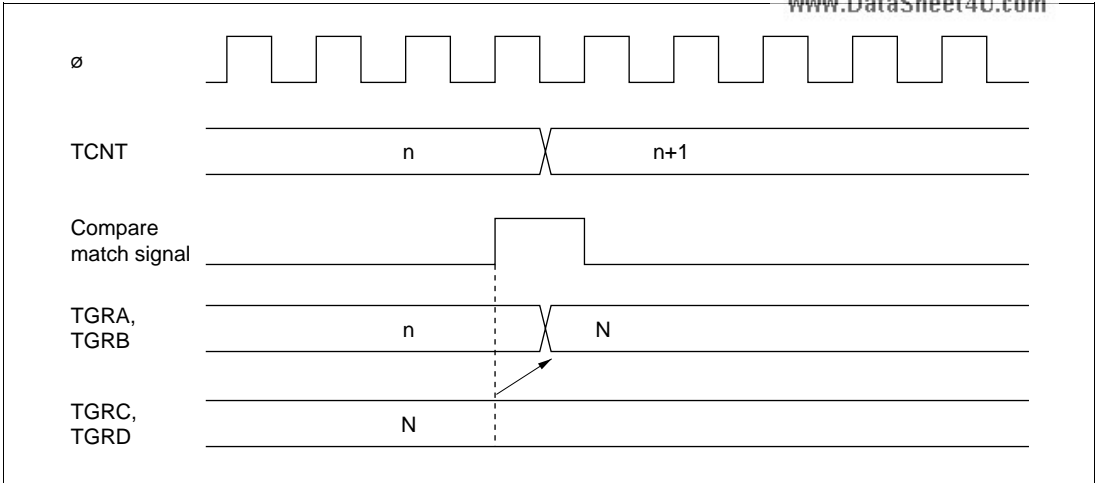 www.DataSheet4U.com
ø
TCNT
n
n+1
Compare
match signal
TGRA,
TGRB
n
N
TGRC,
TGRD
N